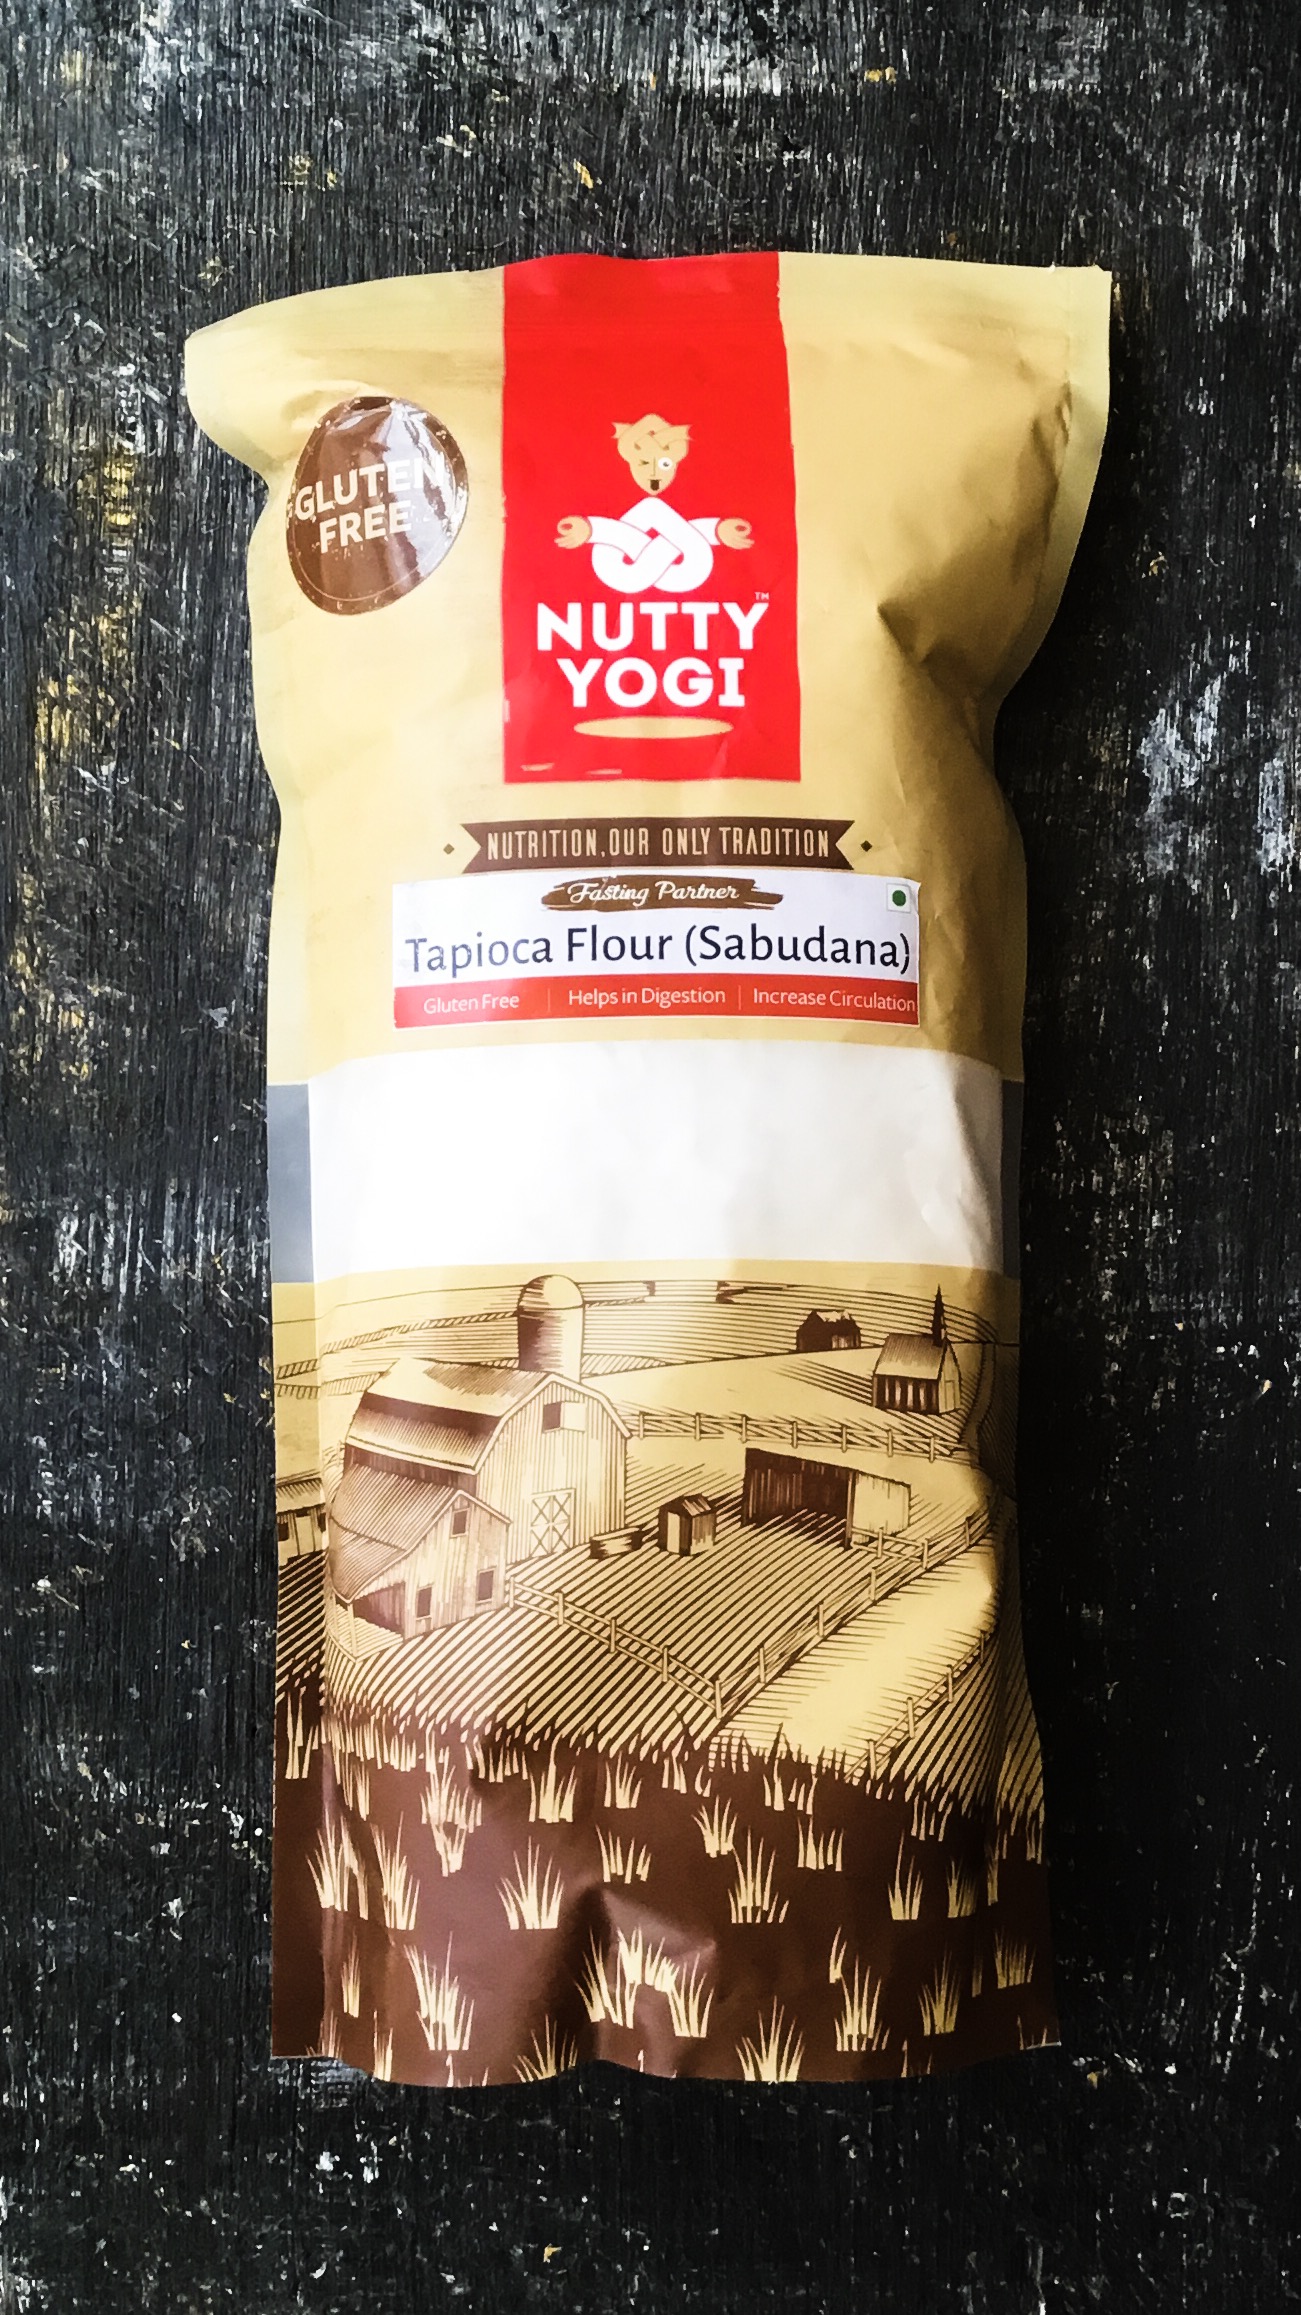 GLUTEN
FREE
NUTTY™
YOGI
NUTRITION, OUR ONLY TRADITION
Fasting Partner
Tapioca Flour (Sabudana)
Gluten Free | Helps in Digestion | Increase Circulation